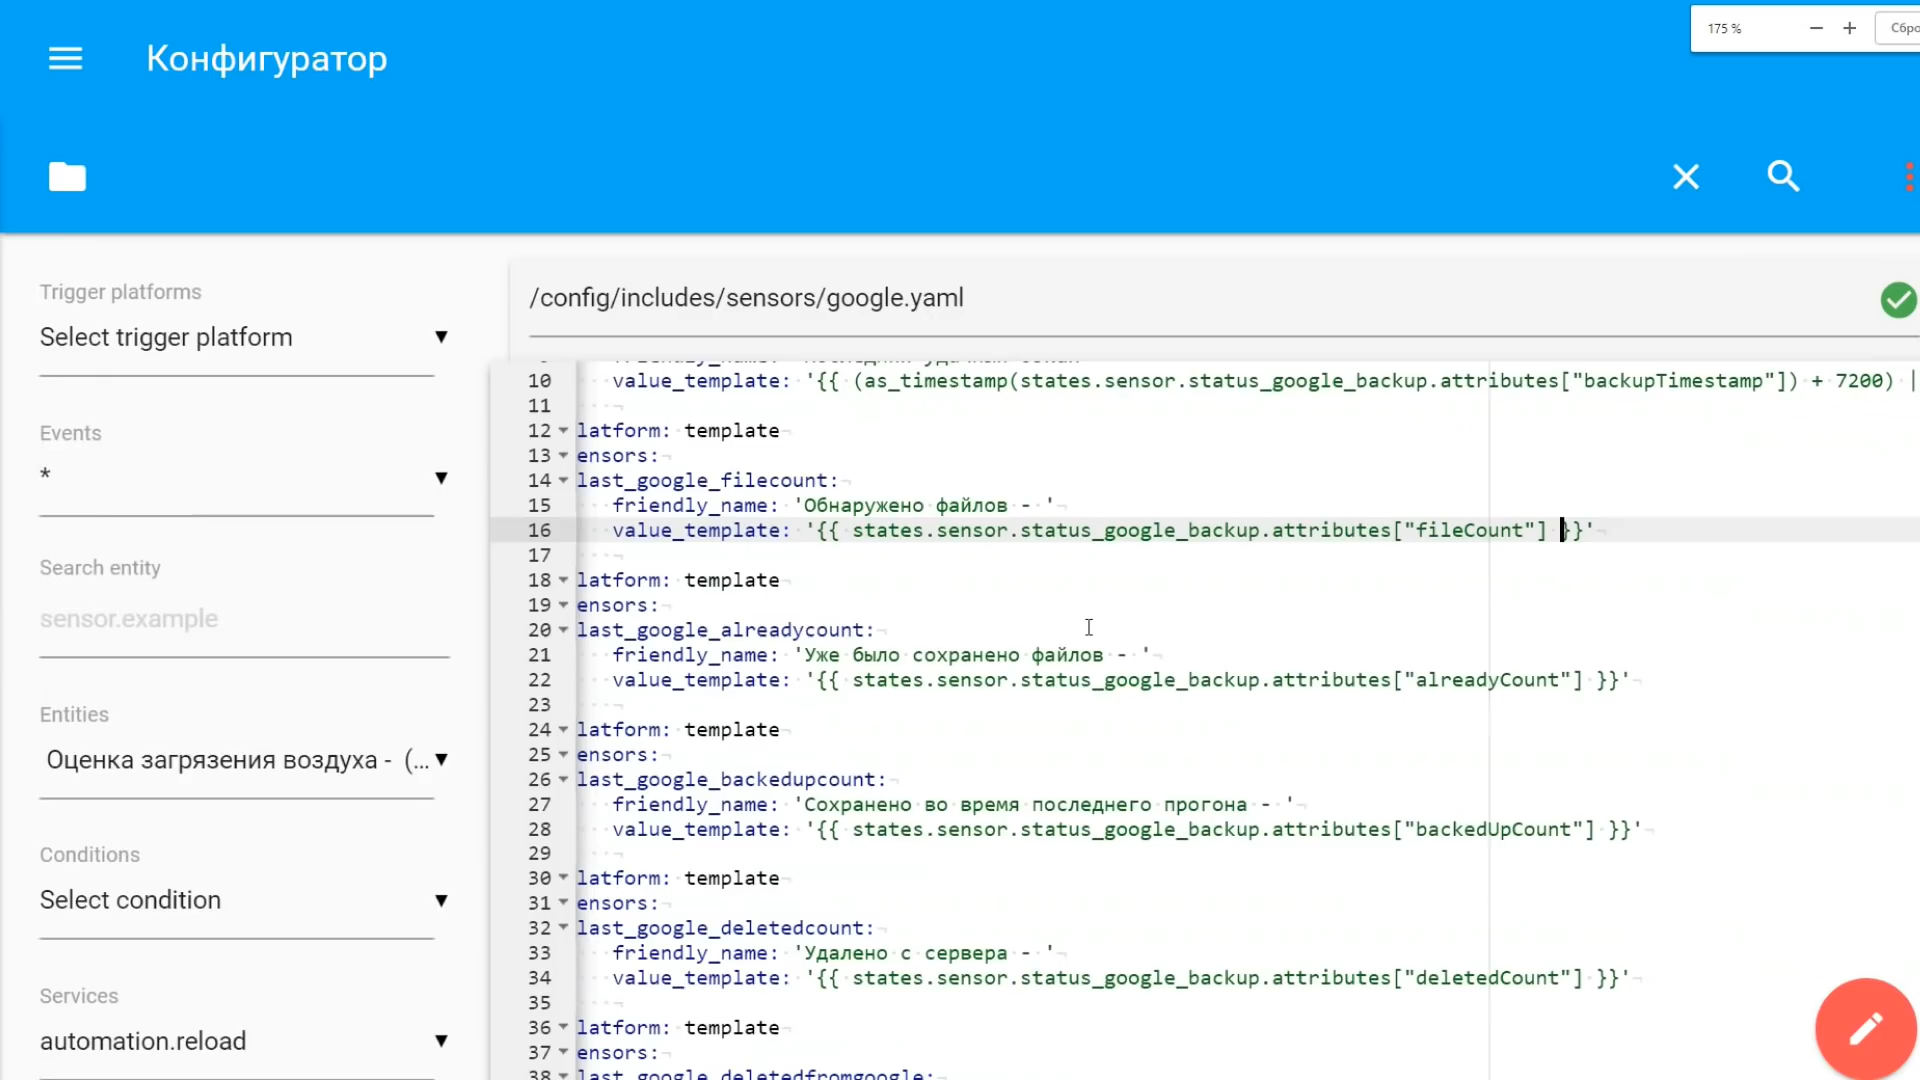 175 %
Сбро
Конфигуратор
/config/includes/sensors/google.yaml
Trigger platforms
Select trigger platform
Events
*
Search entity
sensor.example
Entities
Оценка загрязения воздуха - (...
Conditions
Select condition
Services
automation.reload
10 value_template: '{{ (as_timestamp(states.sensor.status_google_backup.attributes["backupTimestamp"]) + 7200) |
11
12 latform: template
13 ensors:
14 last_google_filecount:
15 friendly_name: 'Обнаружено файлов - '
16 value_template: '{{ states.sensor.status_google_backup.attributes["fileCount"] }}'
17
18 latform: template
19 ensors:
20 last_google_alreadycount:
21 friendly_name: 'Уже было сохранено файлов - '
22 value_template: '{{ states.sensor.status_google_backup.attributes["alreadyCount"] }}'
23
24 latform: template
25 ensors:
26 last_google_backedupcount:
27 friendly_name: 'Сохранено во время последнего прогона - '
28 value_template: '{{ states.sensor.status_google_backup.attributes["backedUpCount"] }}'
29
30 latform: template
31 ensors:
32 last_google_deletedcount:
33 friendly_name: 'Удалено с сервера - '
34 value_template: '{{ states.sensor.status_google_backup.attributes["deletedCount"] }}'
35
36 latform: template
37 ensors:
38 last_google_deletedfromgoogle: